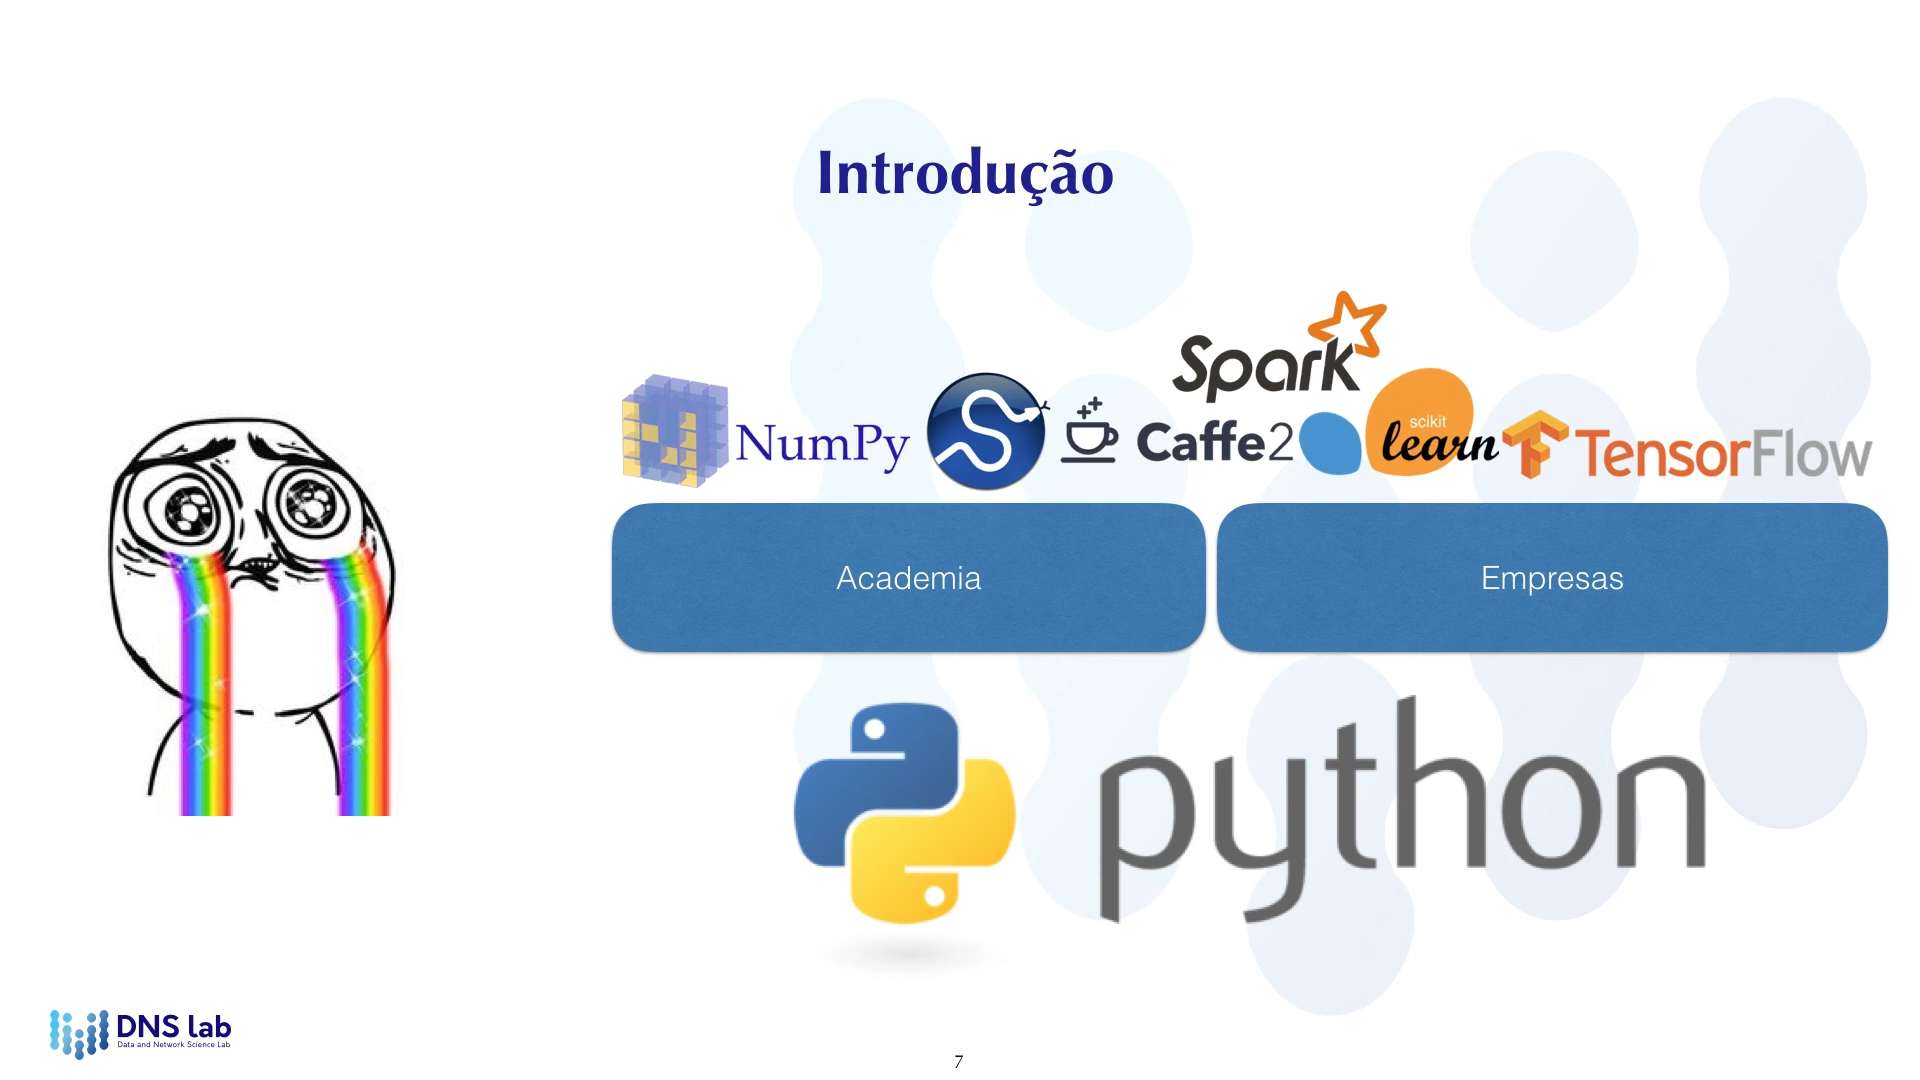 Introdução
Spark
NumPy
Caffe2
scikit
learn
TensorFlow
Academia
Empresas
python
DNS lab
Data and Network Science Lab
7